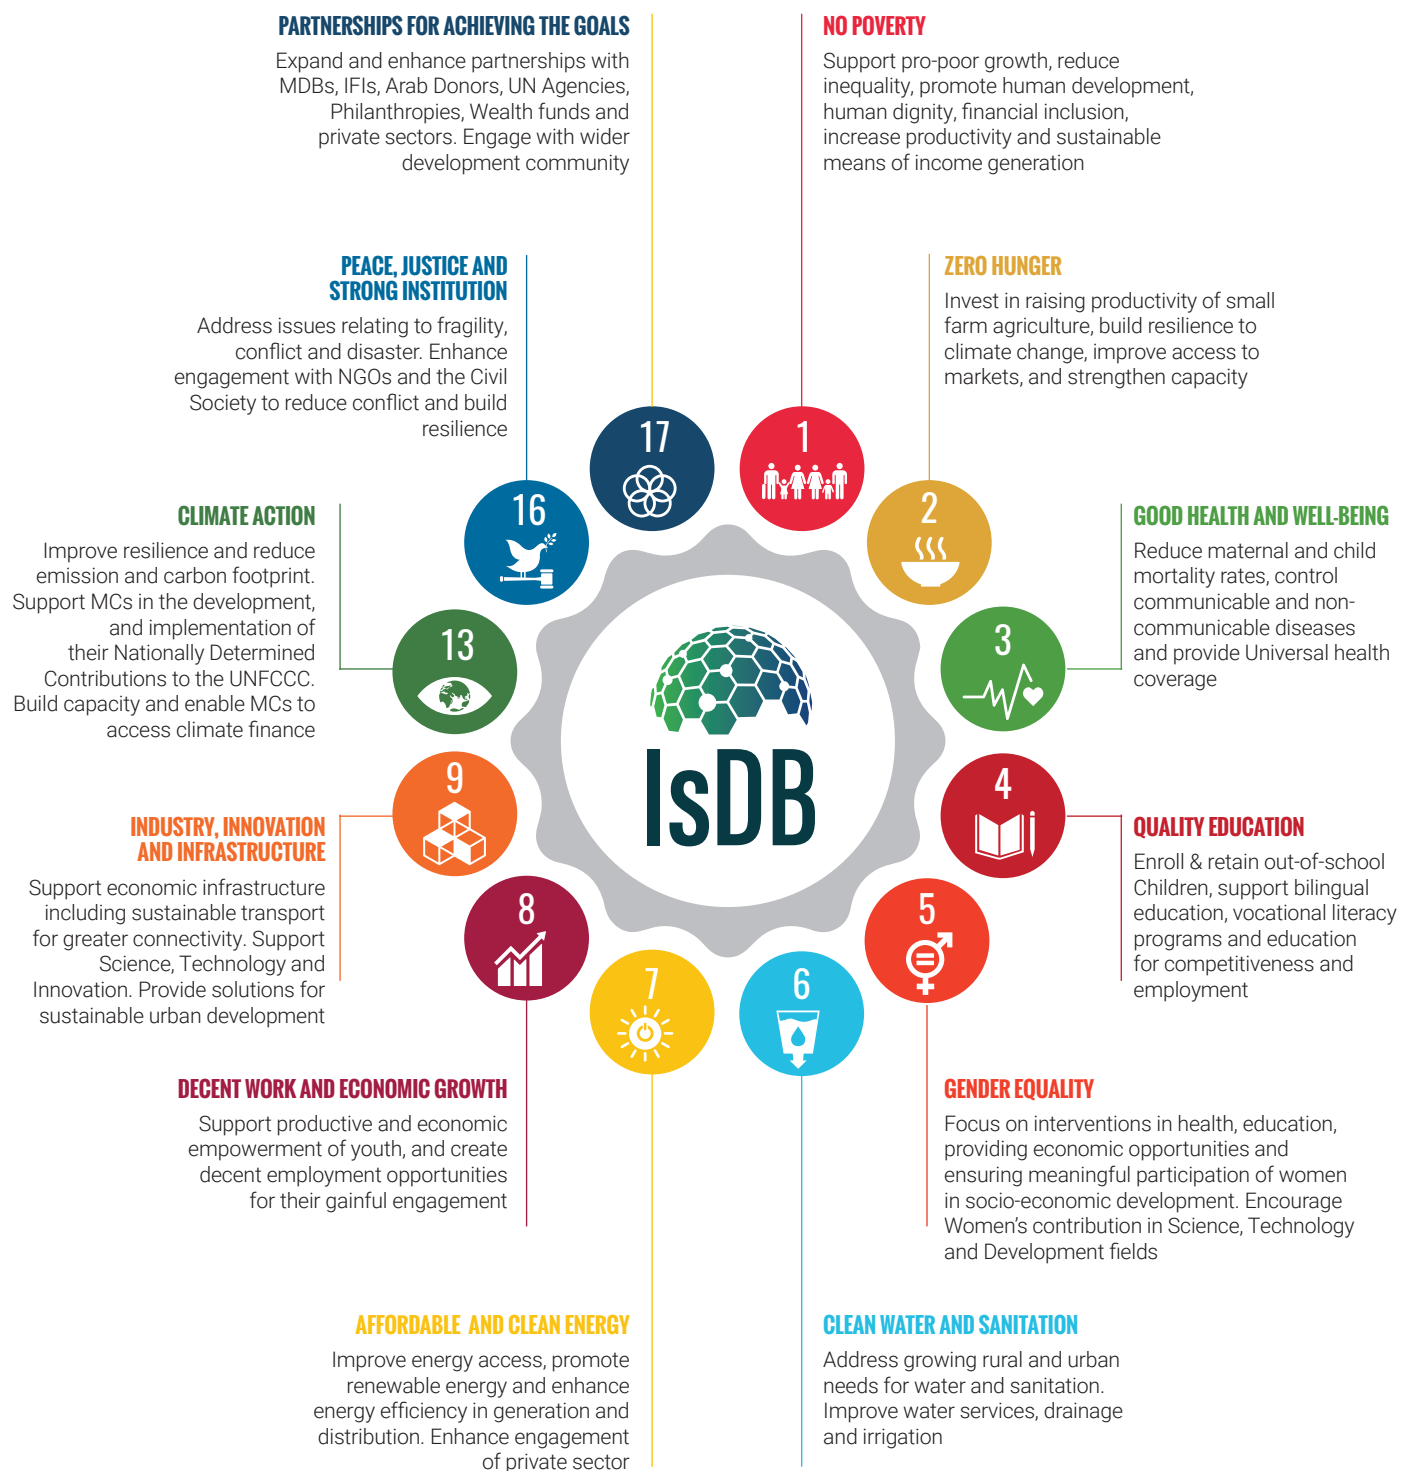 PARTNERSHIPS FOR ACHIEVING THE GOALS
Expand and enhance partnerships with
MDBs, IFIs, Arab Donors, UN Agencies,
Philanthropies, Wealth funds and
private sectors. Engage with wider
development community
NO POVERTY
Support pro-poor growth, reduce
inequality, promote human development,
human dignity, financial inclusion,
increase productivity and sustainable
means of income generation
PEACE, JUSTICE AND
STRONG INSTITUTION
Address issues relating to fragility,
conflict and disaster. Enhance
engagement with NGOs and the Civil
Society to reduce conflict and build
resilience
ZERO HUNGER
Invest in raising productivity of small
farm agriculture, build resilience to
climate change, improve access to
markets, and strengthen capacity
17
1
16
2
CLIMATE ACTION
Improve resilience and reduce
emission and carbon footprint.
Support MCs in the development,
and implementation of
their Nationally Determined
Contributions to the UNFCCC.
Build capacity and enable MCs to
access climate finance
GOOD HEALTH AND WELL-BEING
Reduce maternal and child
mortality rates, control
communicable and non-
communicable diseases
and provide Universal health
coverage
13
3
IsDB
9
4
INDUSTRY, INNOVATION
AND INFRASTRUCTURE
Support economic infrastructure
including sustainable transport
for greater connectivity. Support
Science, Technology and
Innovation. Provide solutions for
sustainable urban development
QUALITY EDUCATION
Enroll & retain out-of-school
Children, support bilingual
education, vocational literacy
programs and education
for competitiveness and
employment
8
5
7
6
DECENT WORK AND ECONOMIC GROWTH
Support productive and economic
empowerment of youth, and create
decent employment opportunities
for their gainful engagement
GENDER EQUALITY
Focus on interventions in health, education,
providing economic opportunities and
ensuring meaningful participation of women
in socio-economic development. Encourage
Women's contribution in Science, Technology
and Development fields
AFFORDABLE AND CLEAN ENERGY
Improve energy access, promote
renewable energy and enhance
energy efficiency in generation and
distribution. Enhance engagement
of private sector
CLEAN WATER AND SANITATION
Address growing rural and urban
needs for water and sanitation.
Improve water services, drainage
and irrigation